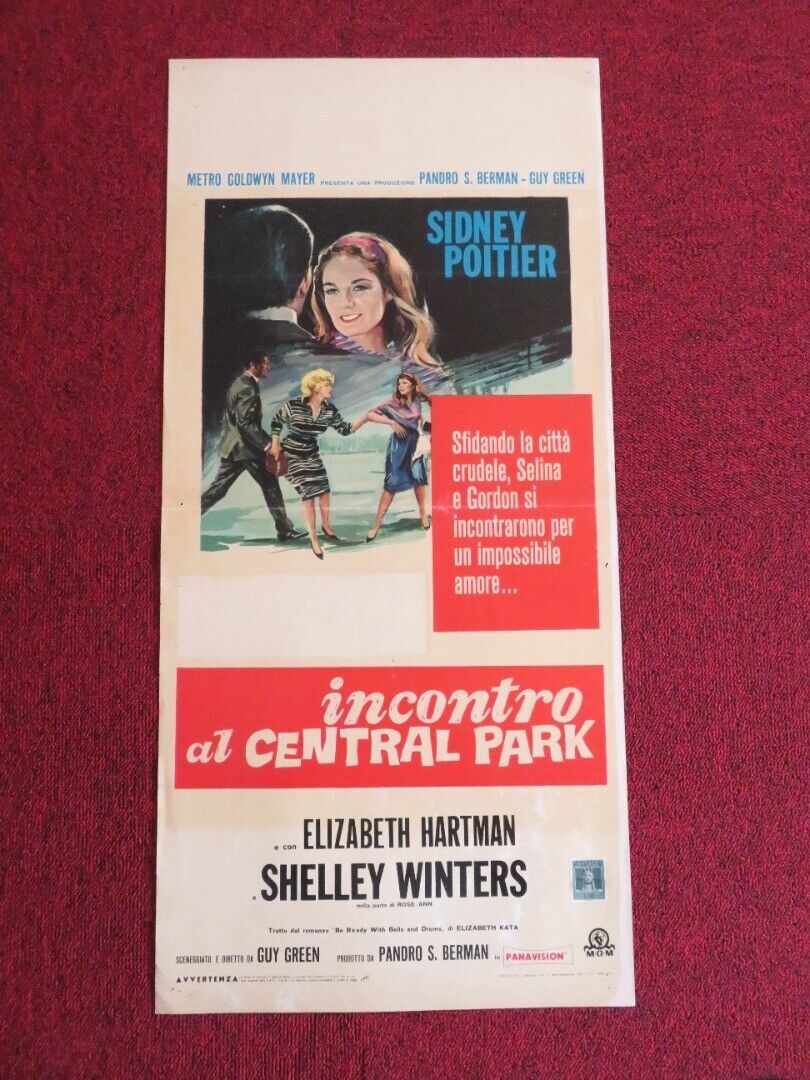 METRO GOLDWYN MAYER PRESENTA UNA PRODUZIONE PANDRO S. BERMAN - GUY GREEN
SIDNEY
POITIER
Sfidando la città
crudele, Selina
e Gordon si
incontrarono per
un impossibile
amore...
incontro
al CENTRAL PARK
e con ELIZABETH HARTMAN
e SHELLEY WINTERS
nella parte di ROSE ANN
Tratto dal romanzo "Be Ready With Bells and Drums" di ELIZABETH KATA
SCENEGGIATO E DIRETTO DA GUY GREEN PRODOTTO DA PANDRO S. BERMAN in PANAVISION
MGM
AVVERTENZA